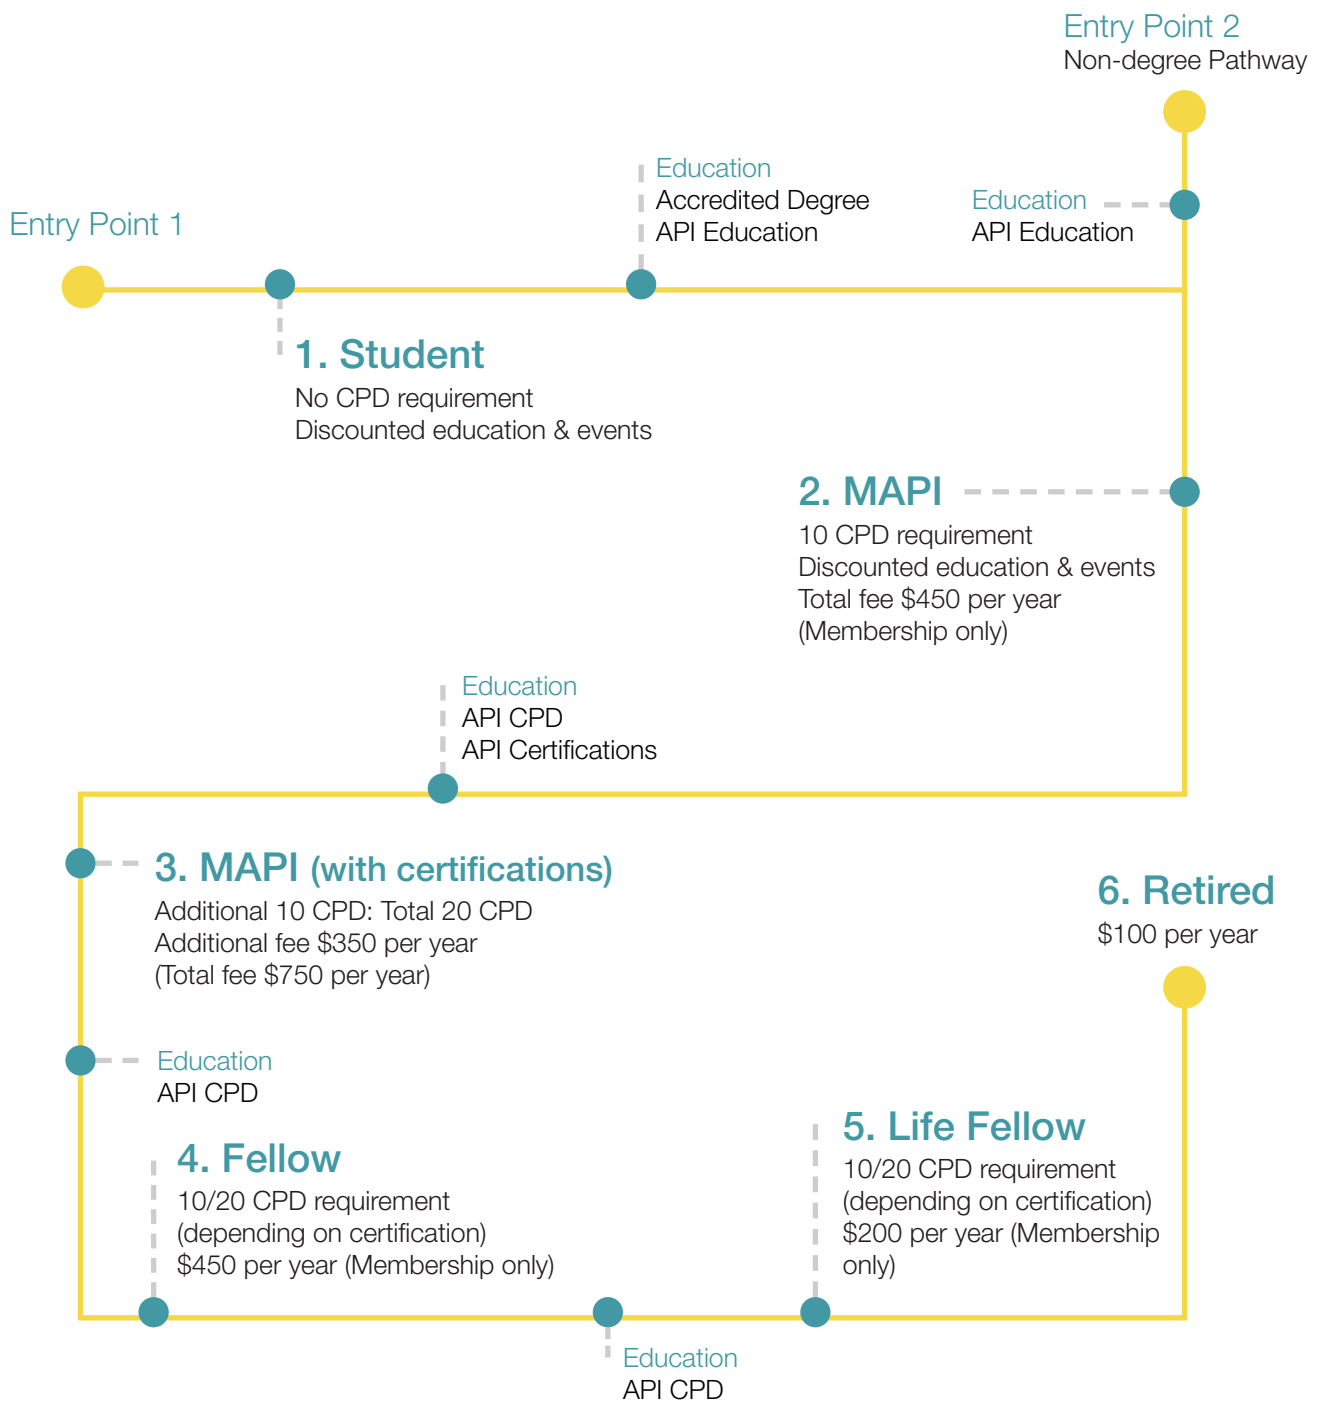 Entry Point 2
Non-degree Pathway
Education
Accredited Degree
API Education
Education
API Education
Entry Point 1
1. Student
No CPD requirement
Discounted education & events
2. MAPI
10 CPD requirement
Discounted education & events
Total fee $450 per year
(Membership only)
Education
API CPD
API Certifications
3. MAPI (with certifications)
Additional 10 CPD: Total 20 CPD
Additional fee $350 per year
(Total fee $750 per year)
6. Retired
$100 per year
Education
API CPD
4. Fellow
10/20 CPD requirement
(depending on certification)
$450 per year (Membership only)
5. Life Fellow
10/20 CPD requirement
(depending on certification)
$200 per year (Membership
only)
Education
API CPD